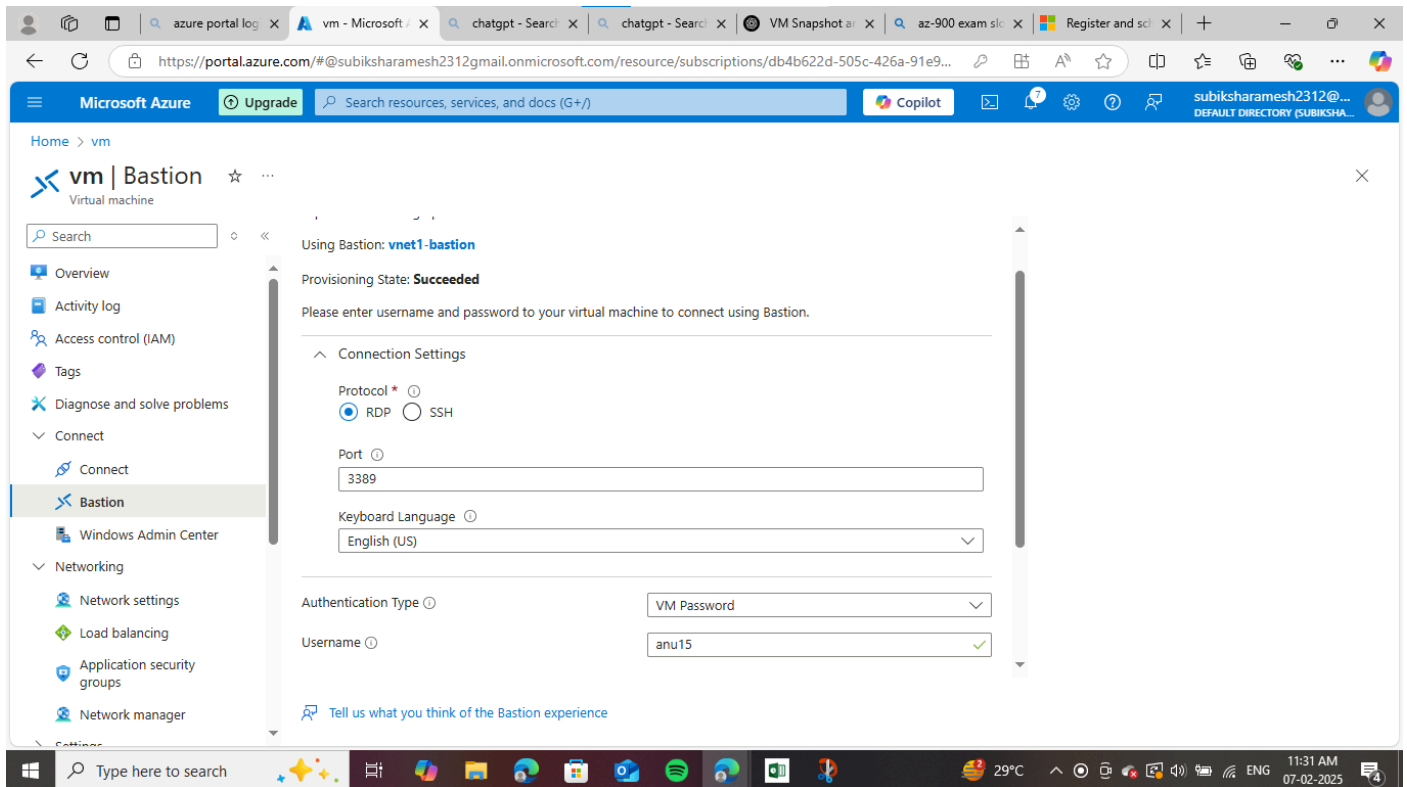 azure portal log
vm - Microsoft A
chatgpt - Search
chatgpt - Search
VM Snapshot an
az-900 exam slo
Register and sch
https://portal.azure.com/#@subiksharamesh2312gmail.onmicrosoft.com/resource/subscriptions/db4b622d-505c-426a-91e9...
Microsoft Azure
Upgrade
Search resources, services, and docs (G+/)
Copilot
7
subiksharamesh2312@...
DEFAULT DIRECTORY (SUBIKSHA...
Home > vm
vm | Bastion
Virtual machine
Search
Overview
Activity log
Access control (IAM)
Tags
Diagnose and solve problems
Connect
Connect
Bastion
Windows Admin Center
Networking
Network settings
Load balancing
Application security
groups
Network manager
Settings
Using Bastion: vnet1-bastion
Provisioning State: Succeeded
Please enter username and password to your virtual machine to connect using Bastion.
Connection Settings
Protocol *
RDP
SSH
Port
3389
Keyboard Language
English (US)
Authentication Type
VM Password
Username
anu15
Tell us what you think of the Bastion experience
Type here to search
2
29°C
ENG
11:31 AM
07-02-2025
4